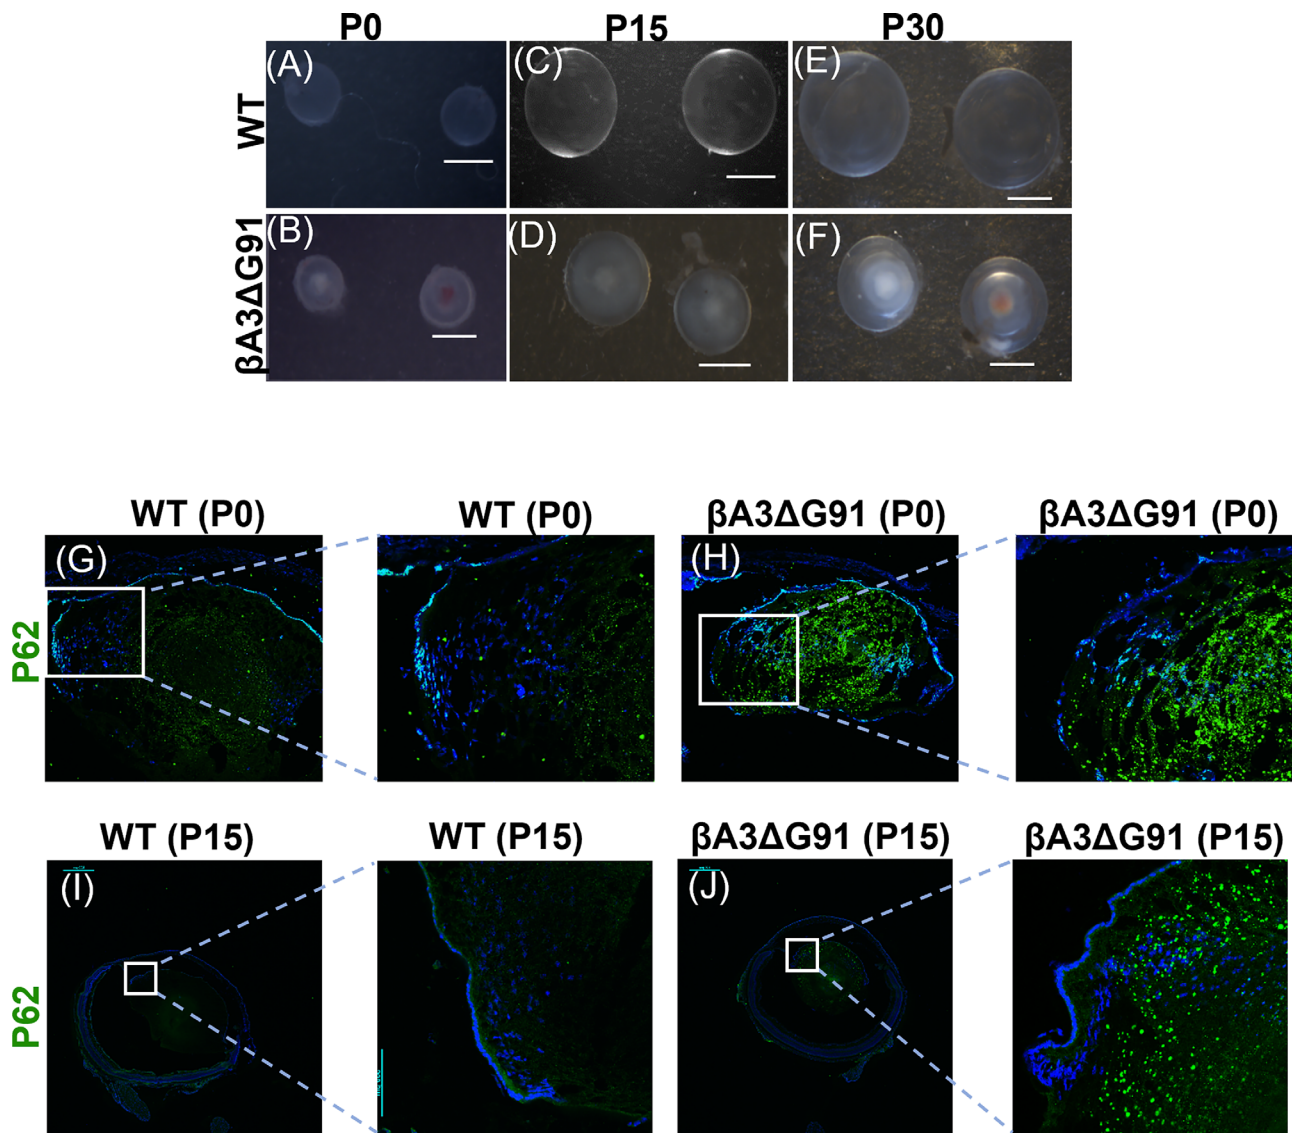 P0 P15 P30
WT
(A) (C) (E)
βA3ΔG91
(B) (D) (F)
WT (P0) WT (P0) βA3ΔG91 (P0) βA3ΔG91 (P0)
P62
(G) (H)
WT (P15) WT (P15) βA3ΔG91 (P15) βA3ΔG91 (P15)
P62
(I) (J)